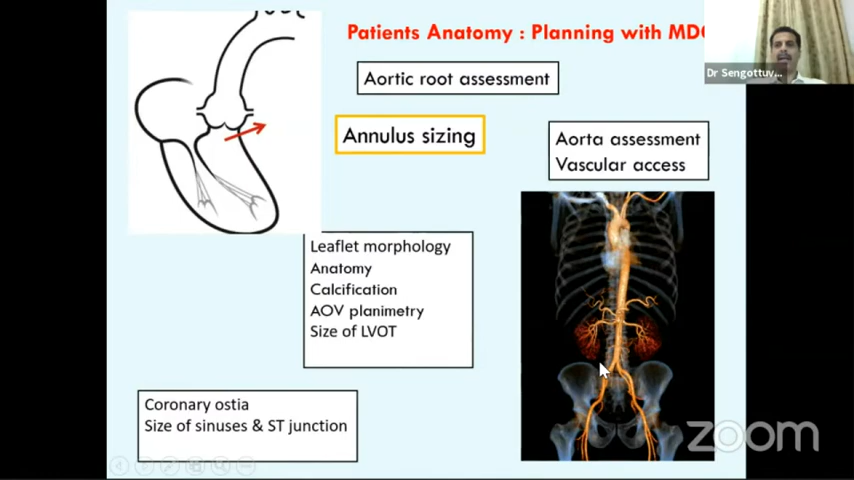 Patients Anatomy : Planning with MD
Dr Sengottuv...
Aortic root assessment
Annulus sizing
Aorta assessment
Vascular access
Leaflet morphology
Anatomy
Calcification
AOV planimetry
Size of LVOT
Coronary ostia
Size of sinuses & ST junction
zoom